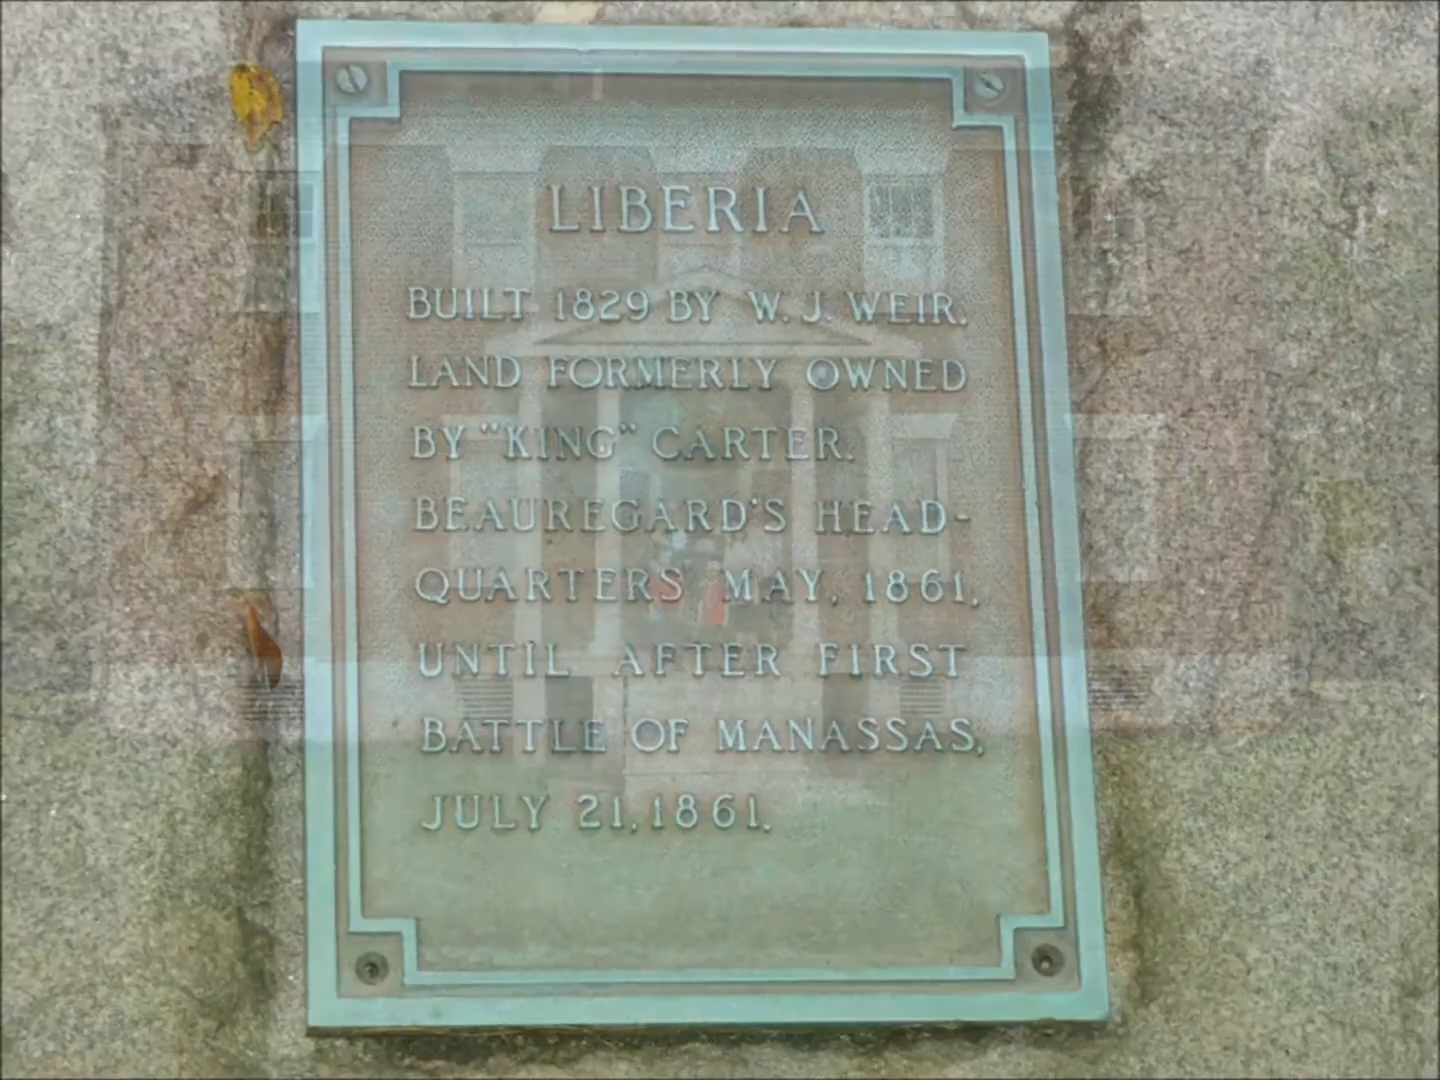 LIBERIA
BUILT 1829 BY W. J. WEIR.
LAND FORMERLY OWNED
BY "KING" CARTER.
BEAUREGARD'S HEAD-
QUARTERS MAY, 1861,
UNTIL AFTER FIRST
BATTLE OF MANASSAS,
JULY 21, 1861.